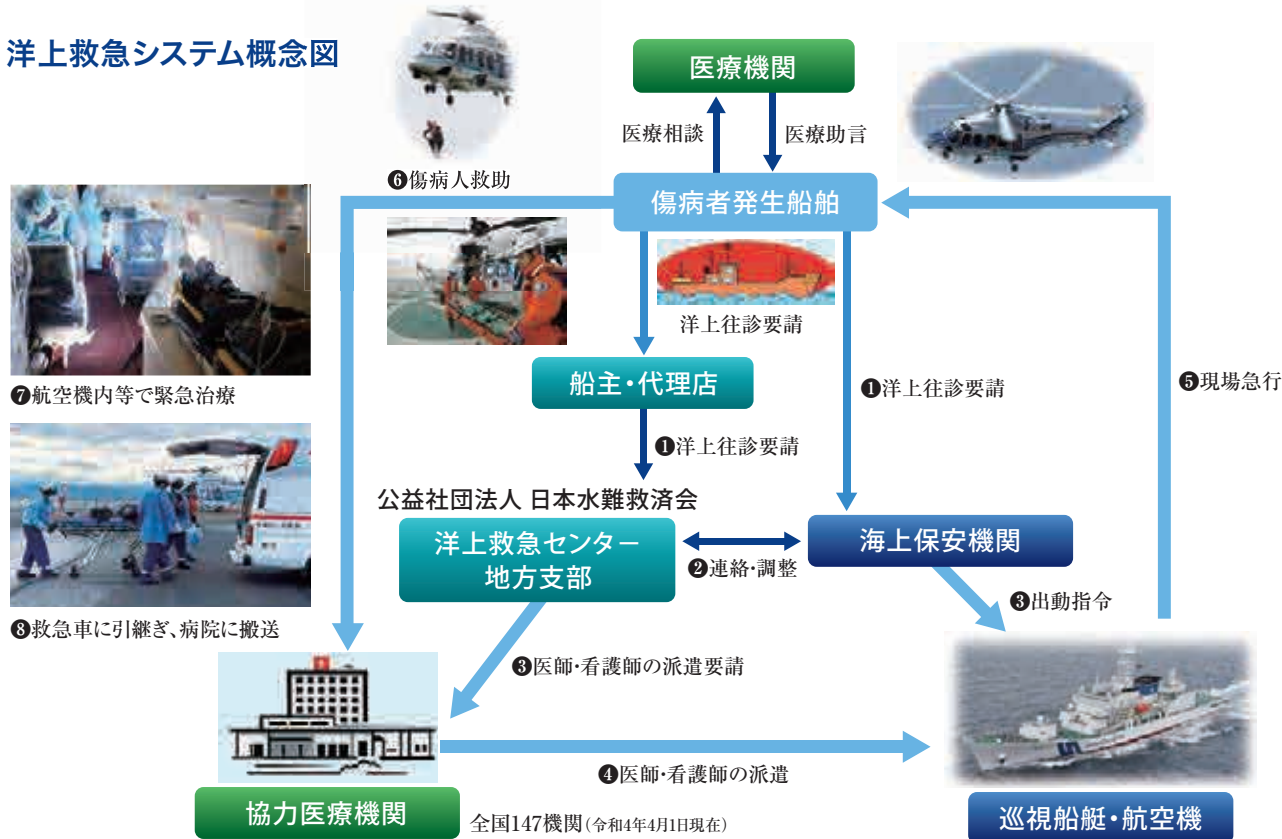 洋上救急システム概念図
医療機関
医療相談
医療助言
❻傷病人救助
傷病者発生船舶
洋上往診要請
❼航空機内等で緊急治療
船主・代理店
❶洋上往診要請
❺現場急行
❶洋上往診要請
公益社団法人 日本水難救済会
洋上救急センター
地方支部
❷連絡・調整
海上保安機関
❸出動指令
❽救急車に引継ぎ、病院に搬送
❸医師・看護師の派遣要請
❹医師・看護師の派遣
協力医療機関
全国147機関(令和4年4月1日現在)
巡視船艇・航空機